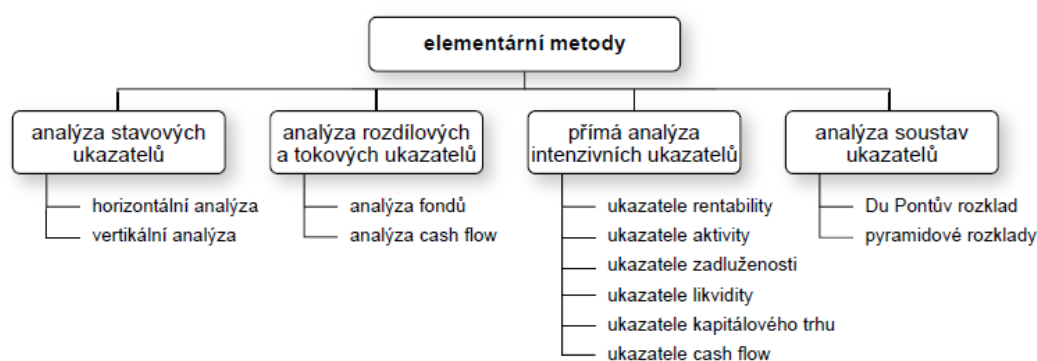 elementární metody
analýza stavových
ukazatelů
horizontální analýza
vertikální analýza
analýza rozdílových
a tokových ukazatelů
analýza fondů
analýza cash flow
přímá analýza
intenzivních ukazatelů
ukazatele rentability
ukazatele aktivity
ukazatele zadluženosti
ukazatele likvidity
ukazatele kapitálového trhu
ukazatele cash flow
analýza soustav
ukazatelů
Du Pontův rozklad
pyramidové rozklady